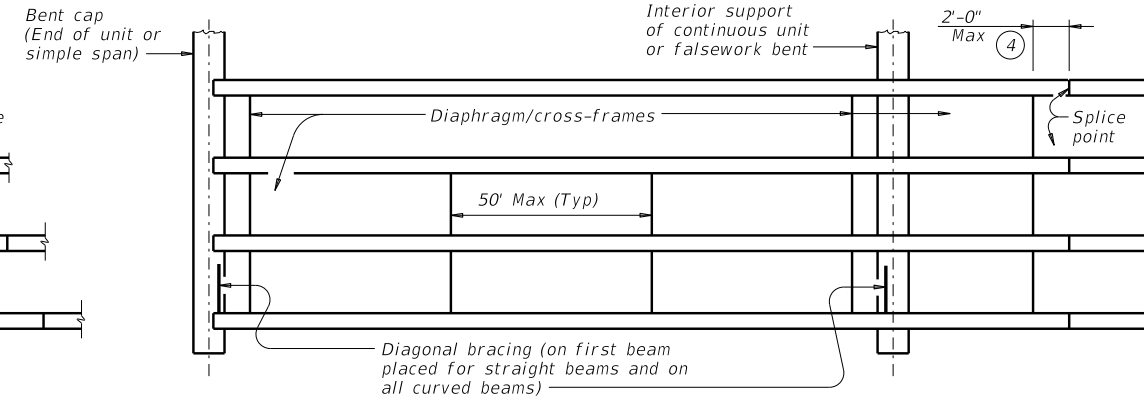 Bent cap
(End of unit or
simple span)
Interior support
of continuous unit
or falsework bent
2'-0"
Max
4
e
Diaphragm/cross-frames
Splice
point
50' Max (Typ)
Diagonal bracing (on first beam
placed for straight beams and on
all curved beams)